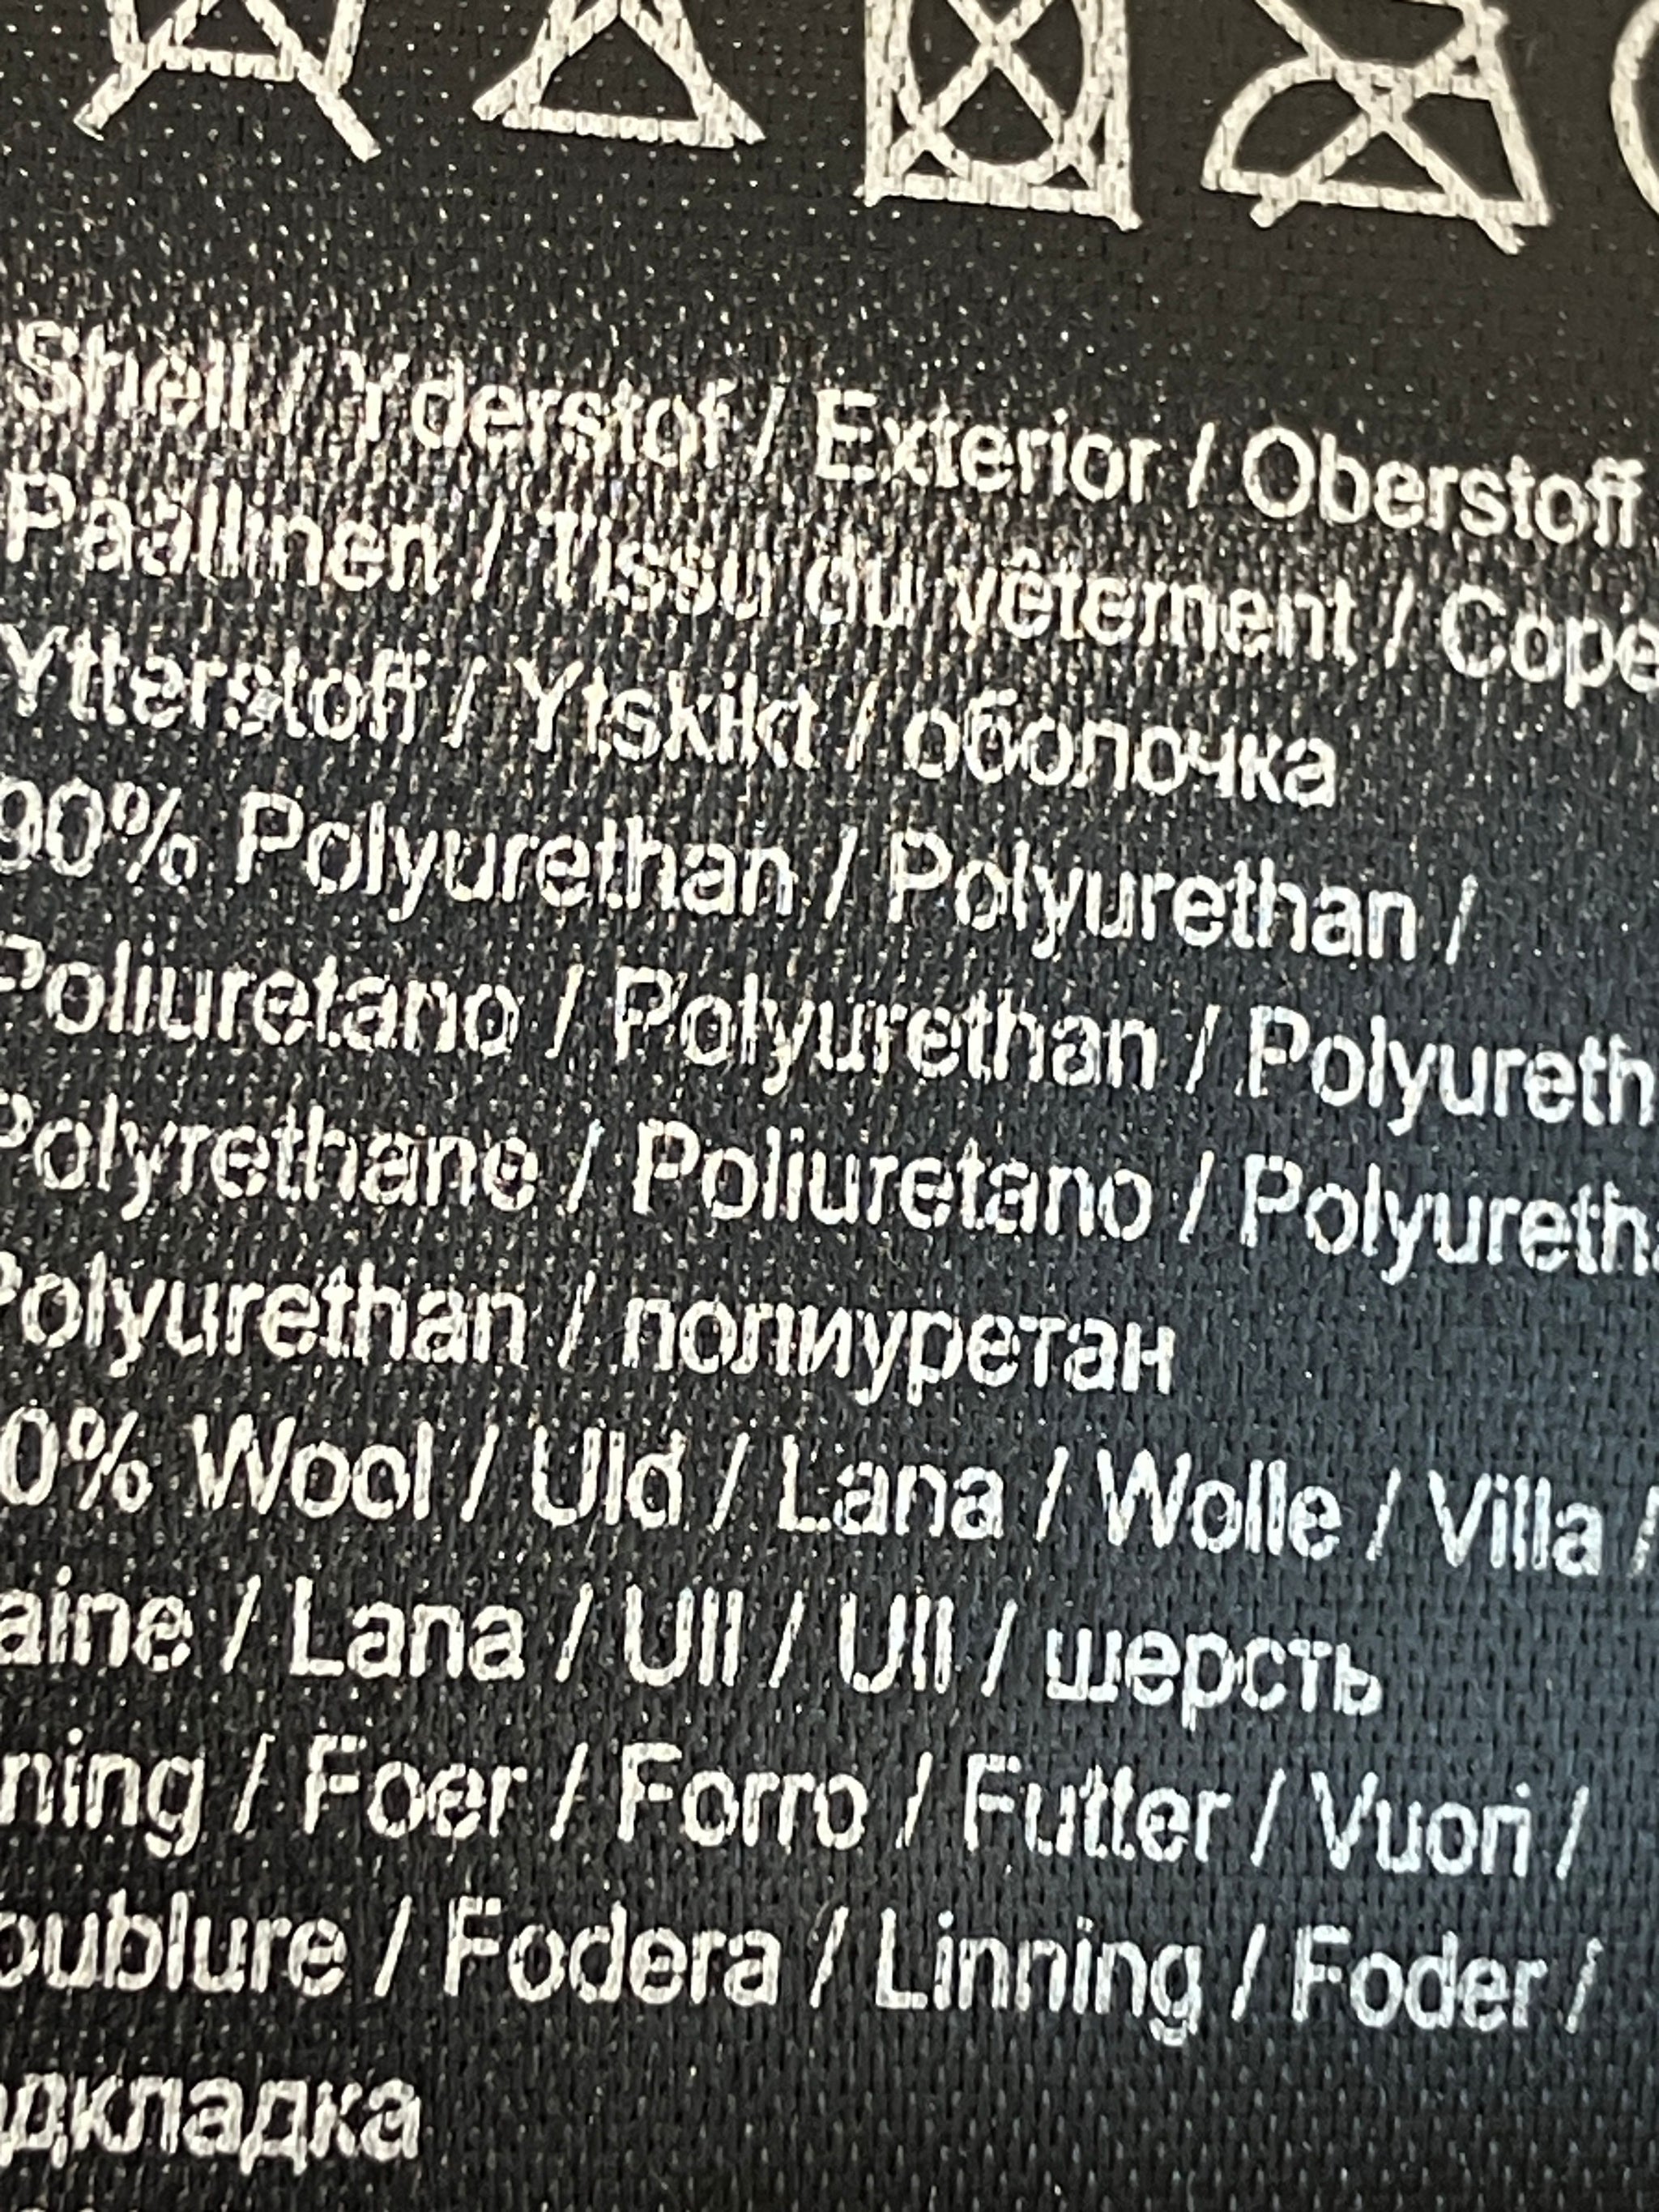 Shell / Yderstof / Exterior / Oberstoff
Päällinen / Tissu du vêtement / Cope
Ytterstoff / Ytskikt / оболочка
90% Polyurethan / Polyurethan /
Poliuretano / Polyurethan / Polyureth
Polyrethane / Poliuretano / Polyuretha
Polyurethan / полиуретан
0% Wool / Uld / Lana / Wolle / Villa /
aine / Lana / Ull / Ull / шерсть
ning / Foer / Forro / Futter / Vuori /
oublure / Fodera / Linning / Foder /
дкладка